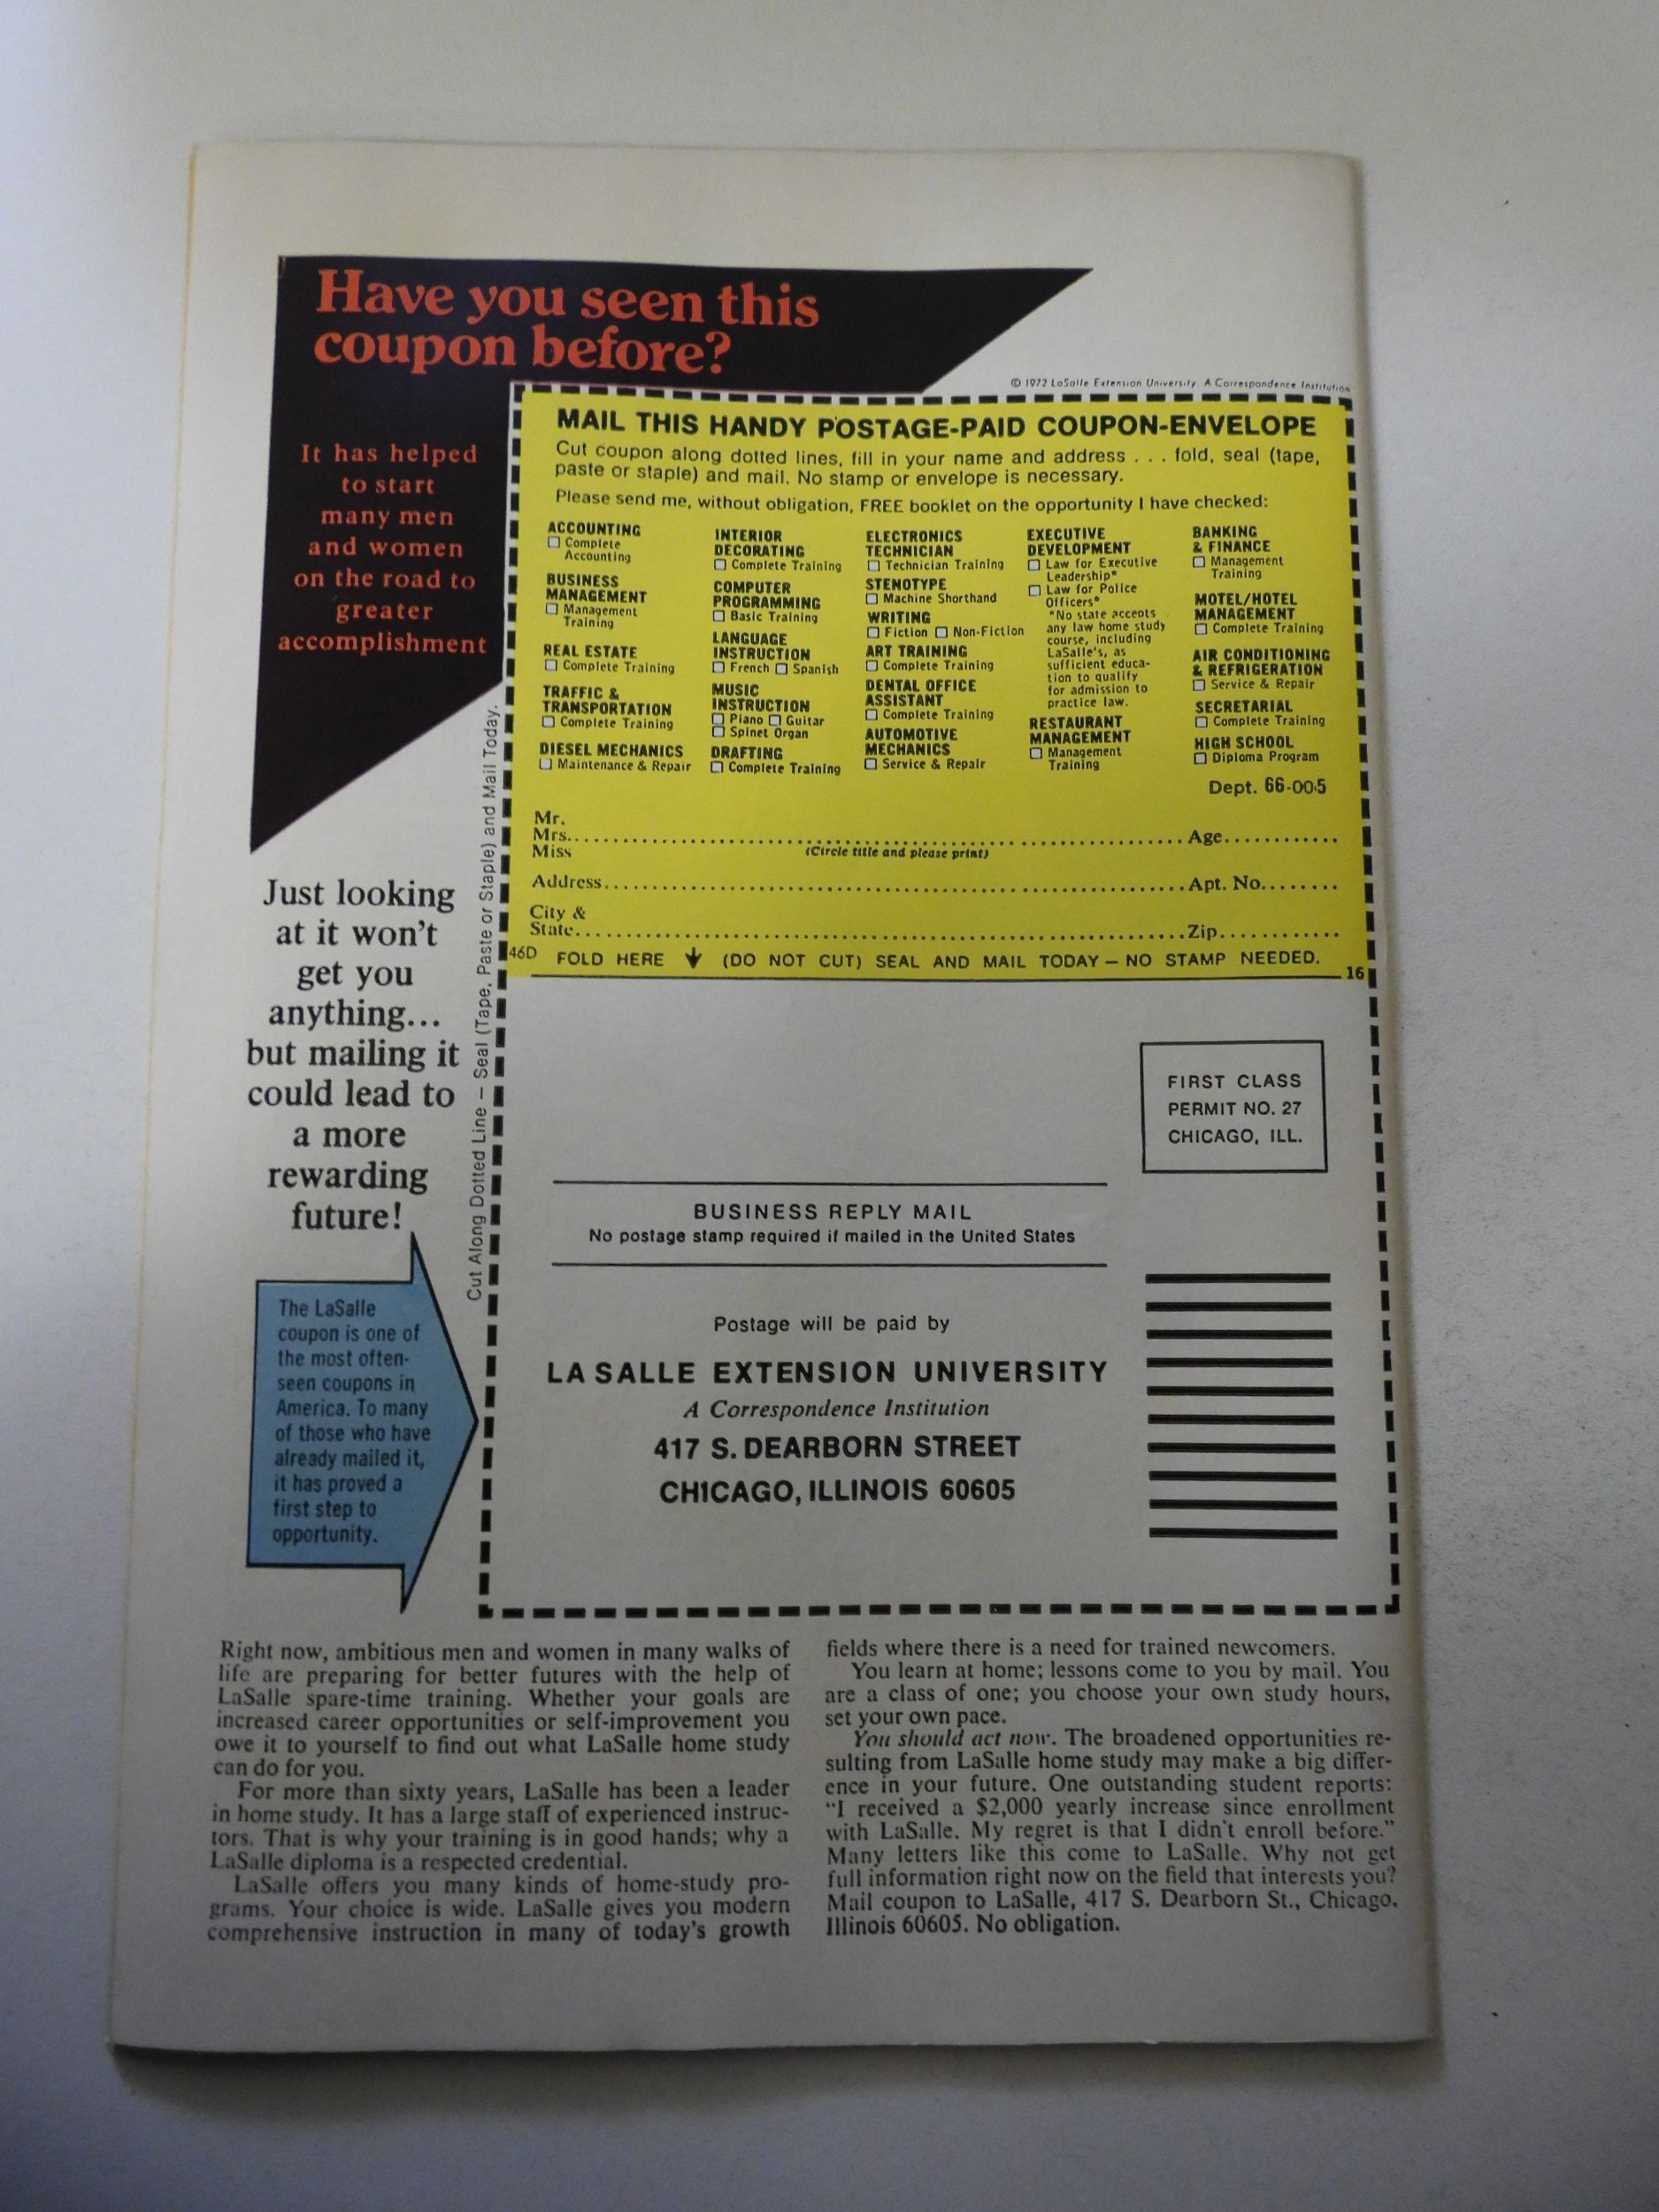 Have you seen this
coupon before?
© 1972 LaSalle Extension University. A Correspondence Institution
It has helped
to start
many men
and women
on the road to
greater
accomplishment
MAIL THIS HANDY POSTAGE-PAID COUPON-ENVELOPE
Cut coupon along dotted lines, fill in your name and address . . . fold, seal (tape,
paste or staple) and mail. No stamp or envelope is necessary.
Please send me, without obligation, FREE booklet on the opportunity I have checked:
ACCOUNTING
☐ Complete
Accounting
BUSINESS
MANAGEMENT
☐ Management
Training
REAL ESTATE
☐ Complete Training
TRAFFIC &
TRANSPORTATION
☐ Complete Training
DIESEL MECHANICS
☐ Maintenance & Repair
INTERIOR
DECORATING
☐ Complete Training
COMPUTER
PROGRAMMING
☐ Basic Training
LANGUAGE
INSTRUCTION
☐ French ☐ Spanish
MUSIC
INSTRUCTION
☐ Piano ☐ Guitar
☐ Spinet Organ
DRAFTING
☐ Complete Training
ELECTRONICS
TECHNICIAN
☐ Technician Training
STENOTYPE
☐ Machine Shorthand
WRITING
☐ Fiction ☐ Non-Fiction
ART TRAINING
☐ Complete Training
DENTAL OFFICE
ASSISTANT
☐ Complete Training
AUTOMOTIVE
MECHANICS
☐ Service & Repair
EXECUTIVE
DEVELOPMENT
☐ Law for Executive
Leadership*
☐ Law for Police
Officers*
*No state accepts
any law home study
course, including
LaSalle's, as
sufficient educa-
tion to qualify
for admission to
practice law.
RESTAURANT
MANAGEMENT
☐ Management
Training
BANKING
& FINANCE
☐ Management
Training
MOTEL/HOTEL
MANAGEMENT
☐ Complete Training
AIR CONDITIONING
& REFRIGERATION
☐ Service & Repair
SECRETARIAL
☐ Complete Training
HIGH SCHOOL
☐ Diploma Program
Dept. 66-005
Mr.
Mrs. Age
Miss (Circle title and please print)
Address Apt. No.
City &
State Zip
46D FOLD HERE ↓ (DO NOT CUT) SEAL AND MAIL TODAY — NO STAMP NEEDED.
16
Cut Along Dotted Line — Seal (Tape, Paste or Staple) and Mail Today.
Just looking
at it won't
get you
anything...
but mailing it
could lead to
a more
rewarding
future!
FIRST CLASS
PERMIT NO. 27
CHICAGO, ILL.
BUSINESS REPLY MAIL
No postage stamp required if mailed in the United States
Postage will be paid by
LA SALLE EXTENSION UNIVERSITY
A Correspondence Institution
417 S. DEARBORN STREET
CHICAGO, ILLINOIS 60605
The LaSalle
coupon is one of
the most often-
seen coupons in
America. To many
of those who have
already mailed it,
it has proved a
first step to
opportunity.
Right now, ambitious men and women in many walks of
life are preparing for better futures with the help of
LaSalle spare-time training. Whether your goals are
increased career opportunities or self-improvement you
owe it to yourself to find out what LaSalle home study
can do for you.
For more than sixty years, LaSalle has been a leader
in home study. It has a large staff of experienced instruc-
tors. That is why your training is in good hands; why a
LaSalle diploma is a respected credential.
LaSalle offers you many kinds of home-study pro-
grams. Your choice is wide. LaSalle gives you modern
comprehensive instruction in many of today's growth
fields where there is a need for trained newcomers.
You learn at home; lessons come to you by mail. You
are a class of one; you choose your own study hours,
set your own pace.
You should act now. The broadened opportunities re-
sulting from LaSalle home study may make a big differ-
ence in your future. One outstanding student reports:
"I received a $2,000 yearly increase since enrollment
with LaSalle. My regret is that I didn't enroll before."
Many letters like this come to LaSalle. Why not get
full information right now on the field that interests you?
Mail coupon to LaSalle, 417 S. Dearborn St., Chicago,
Illinois 60605. No obligation.